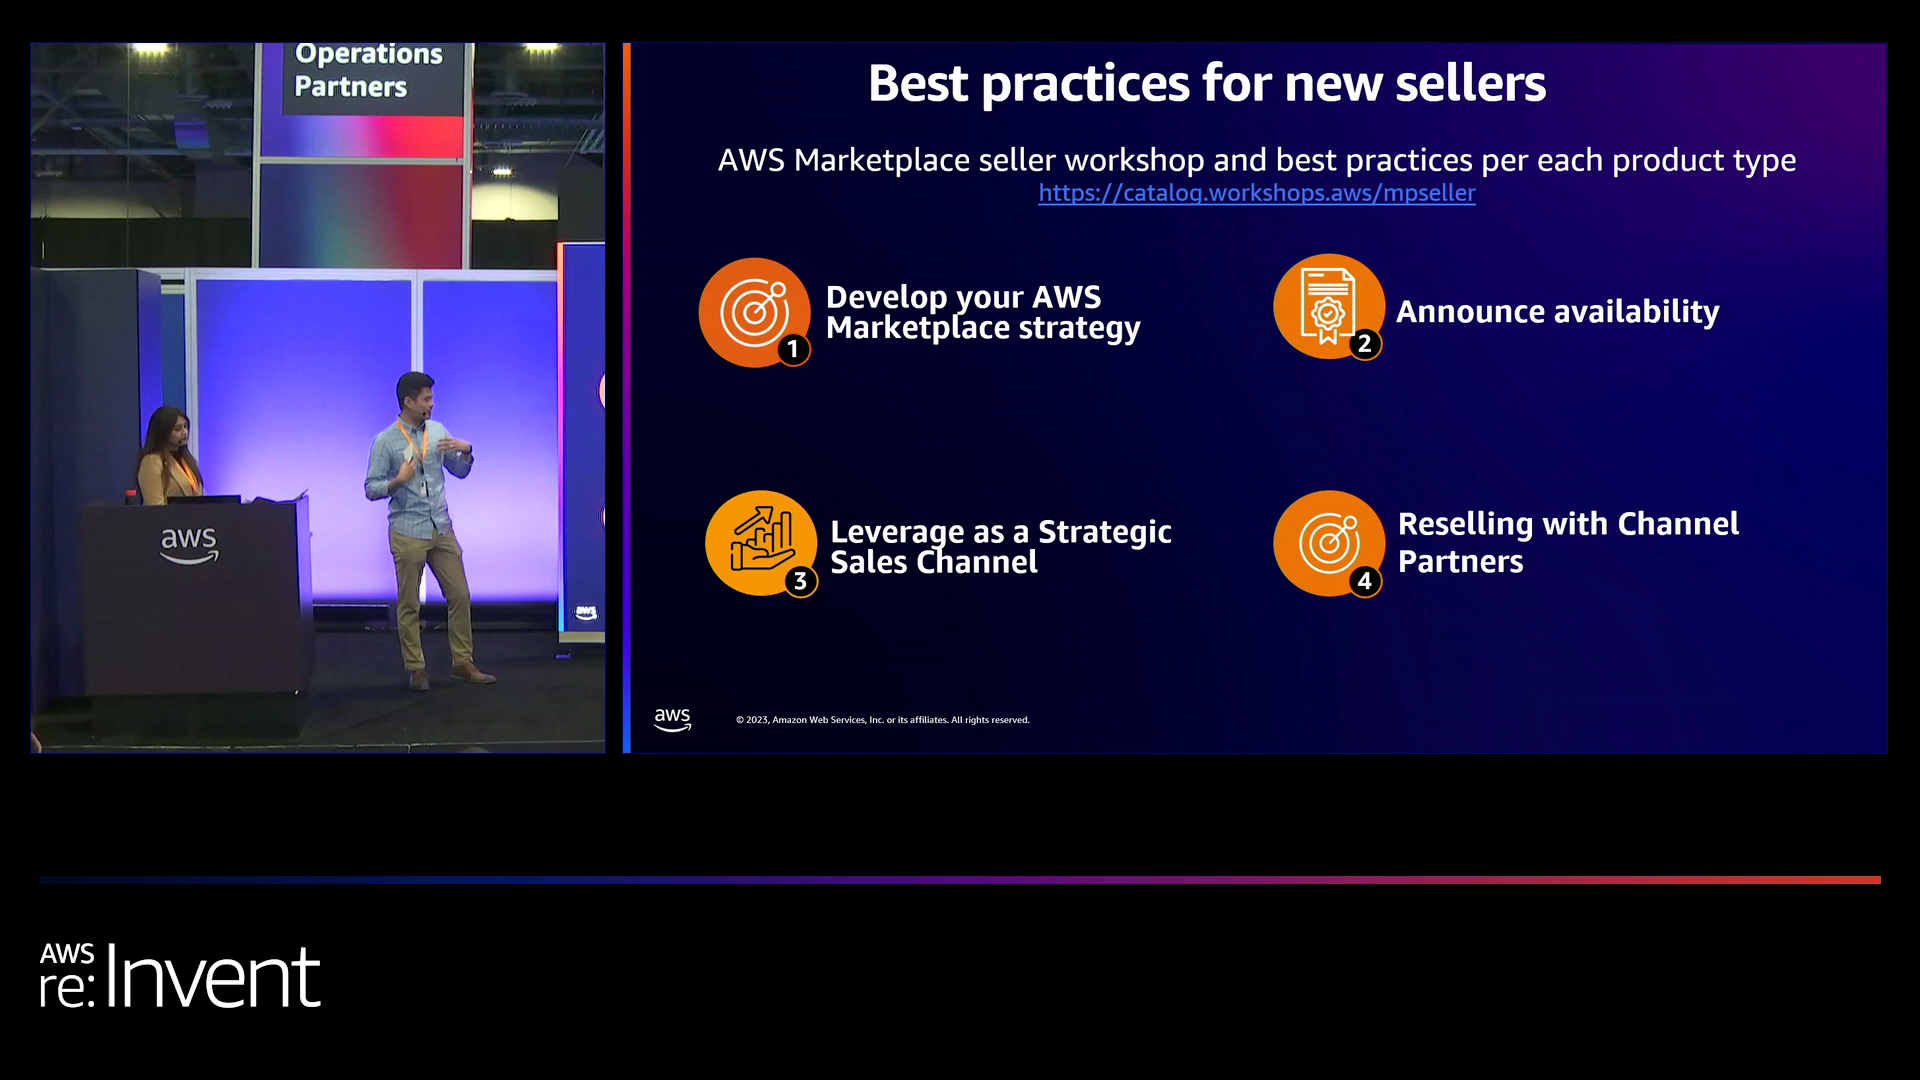 Operations
Partners
aws
aws
Best practices for new sellers
AWS Marketplace seller workshop and best practices per each product type
https://catalog.workshops.aws/mpseller
1
Develop your AWS
Marketplace strategy
2
Announce availability
3
Leverage as a Strategic
Sales Channel
4
Reselling with Channel
Partners
aws
© 2023, Amazon Web Services, Inc. or its affiliates. All rights reserved.
AWS
re:Invent